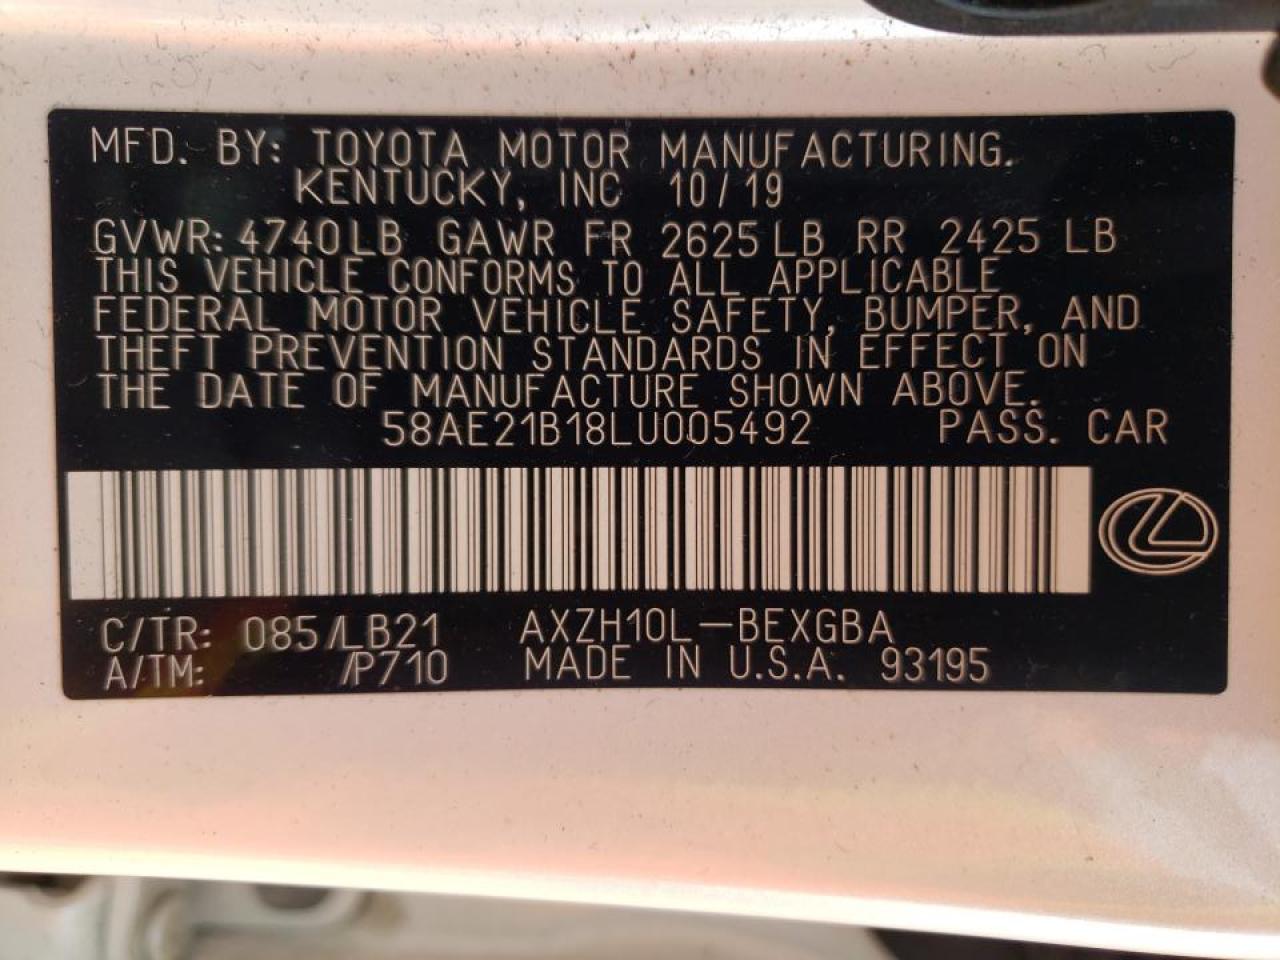 MFD. BY: TOYOTA MOTOR MANUFACTURING.
KENTUCKY, INC 10/19
GVWR: 4740LB GAWR FR 2625LB RR 2425 LB
THIS VEHICLE CONFORMS TO ALL APPLICABLE
FEDERAL MOTOR VEHICLE SAFETY, BUMPER, AND
THEFT PREVENTION STANDARDS IN EFFECT ON
THE DATE OF MANUFACTURE SHOWN ABOVE.
58AE21B18LU005492 PASS. CAR
C/TR: 085/LB21 AXZH10L-BEXGBA
A/TM: /P710 MADE IN U.S.A. 93195